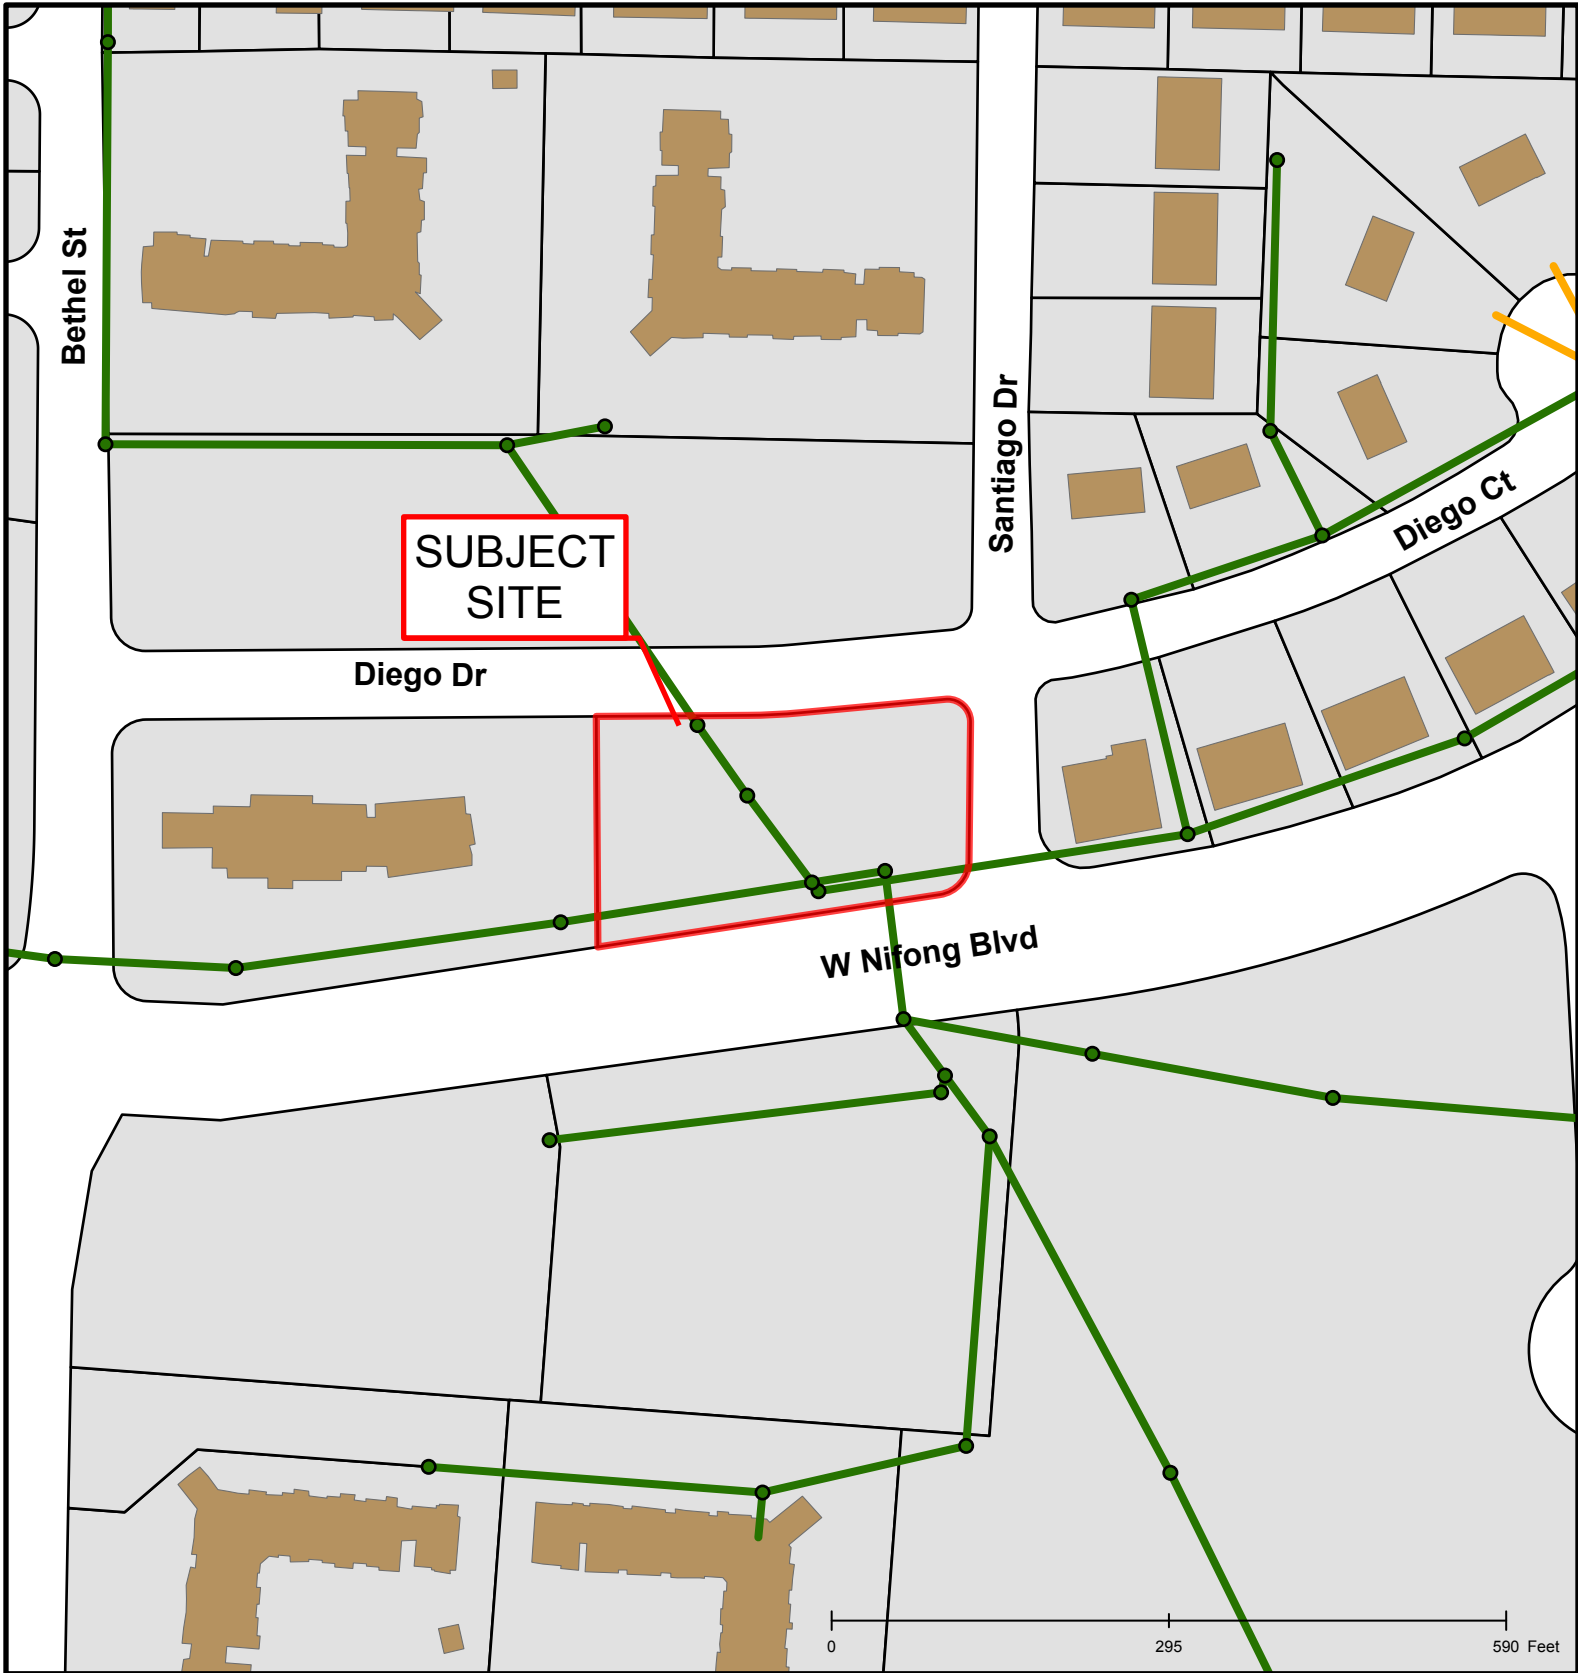 Bethel St
Santiago Dr
Diego Ct
SUBJECT
SITE
Diego Dr
W Nifong Blvd
0 295 590 Feet